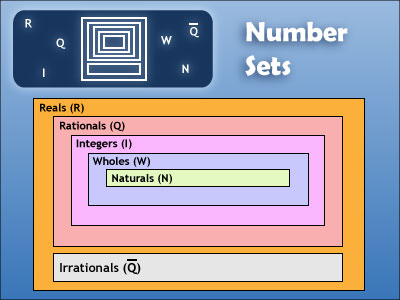 R
Q
I
W
Q̅
N
Number
Sets
Reals (R)
Rationals (Q)
Integers (I)
Wholes (W)
Naturals (N)
Irrationals (Q̅)